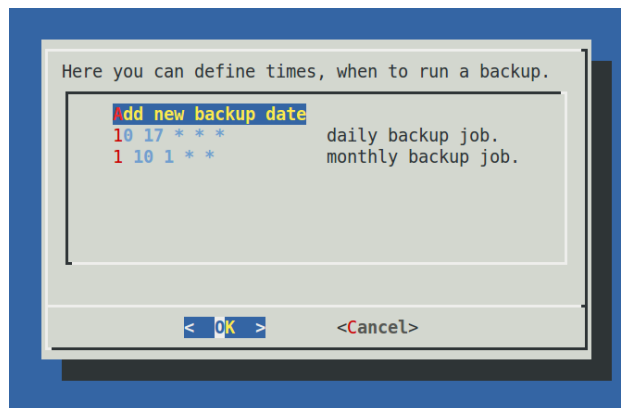 Here you can define times, when to run a backup.
Add new backup date
10 17 * * * daily backup job.
1 10 1 * * monthly backup job.
< OK > <Cancel>